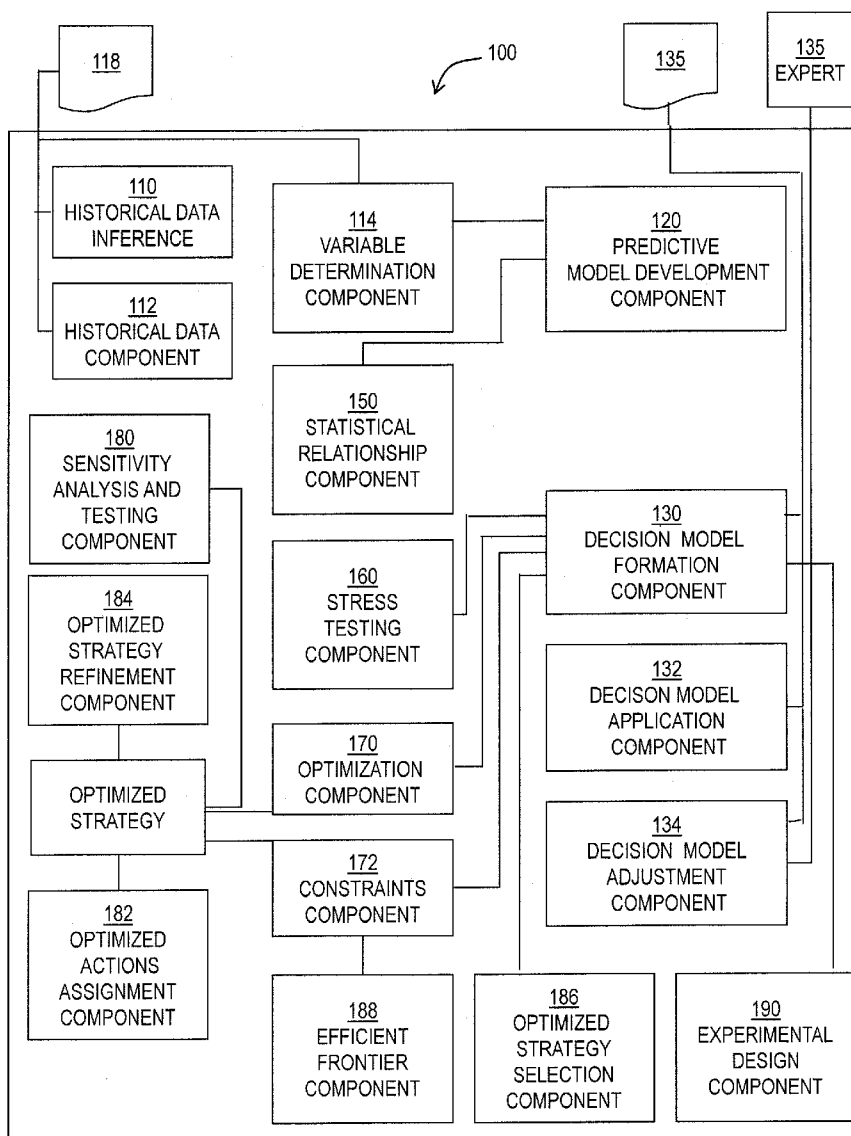 118
100
135
135
EXPERT
110
HISTORICAL DATA
INFERENCE
112
HISTORICAL DATA
COMPONENT
114
VARIABLE
DETERMINATION
COMPONENT
120
PREDICTIVE
MODEL DEVELOPMENT
COMPONENT
150
STATISTICAL
RELATIONSHIP
COMPONENT
180
SENSITIVITY
ANALYSIS AND
TESTING
COMPONENT
184
OPTIMIZED
STRATEGY
REFINEMENT
COMPONENT
OPTIMIZED
STRATEGY
182
OPTIMIZED
ACTIONS
ASSIGNMENT
COMPONENT
160
STRESS
TESTING
COMPONENT
170
OPTIMIZATION
COMPONENT
172
CONSTRAINTS
COMPONENT
188
EFFICIENT
FRONTIER
COMPONENT
130
DECISION MODEL
FORMATION
COMPONENT
132
DECISON MODEL
APPLICATION
COMPONENT
134
DECISION MODEL
ADJUSTMENT
COMPONENT
186
OPTIMIZED
STRATEGY
SELECTION
COMPONENT
190
EXPERIMENTAL
DESIGN
COMPONENT